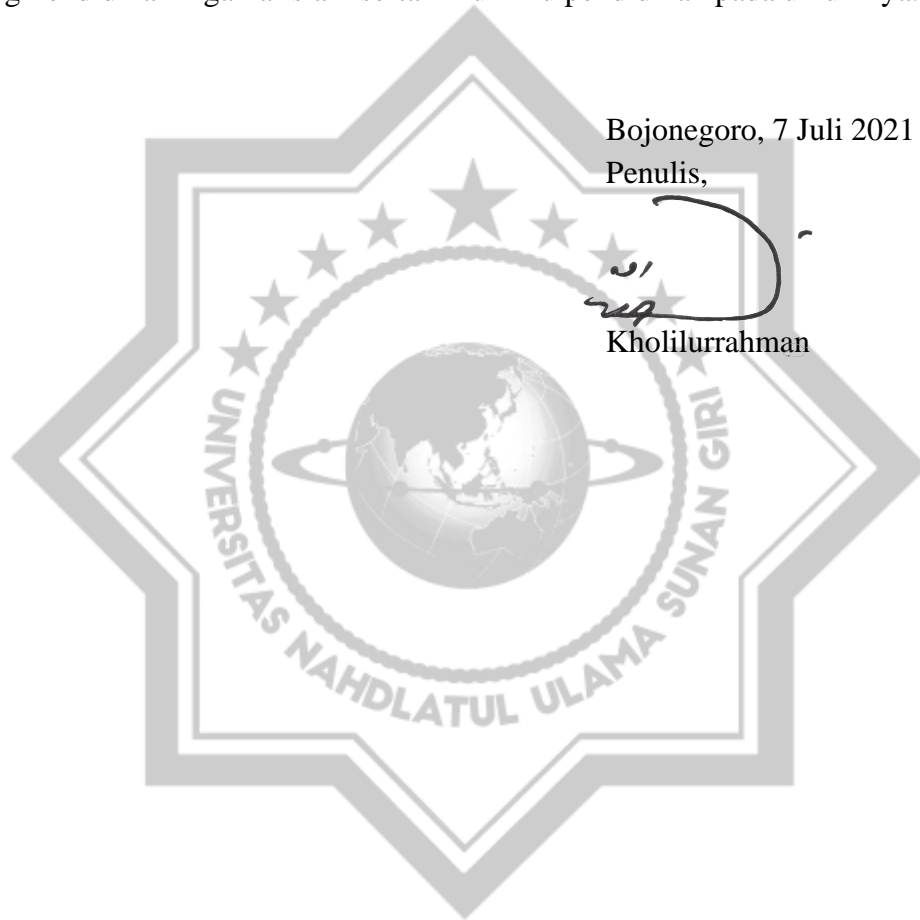 Bojonegoro, 7 Juli 2021
Penulis,
Kholilurrahman
UNIVERSITAS NAHDLATUL ULAMA SUNAN GIRI